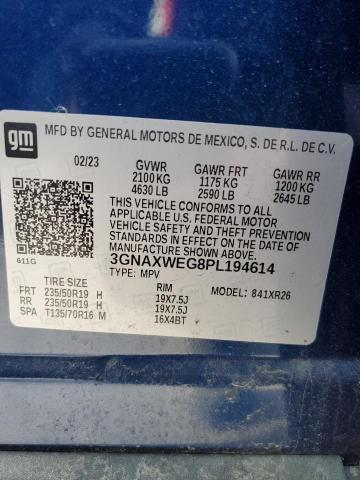 gm
MFD BY GENERAL MOTORS DE MEXICO, S. DE R.L. DE C.V.
02/23 GVWR GAWR FRT GAWR RR
2100 KG 1175 KG 1200 KG
4630 LB 2590 LB 2645 LB
THIS VEHICLE CONFORMS TO ALL
APPLICABLE U.S. FEDERAL MOTOR
VEHICLE SAFETY, BUMPER, AND
THEFT PREVENTION STANDARDS
IN EFFECT ON THE DATE OF
MANUFACTURE SHOWN ABOVE.
3GNAXWEG8PL194614
611G TYPE: MPV
TIRE SIZE RIM MODEL: 841XR26
FRT 235/50R19 H 19X7.5J
RR 235/50R19 H 19X7.5J
SPA T135/70R16 M 16X4BT